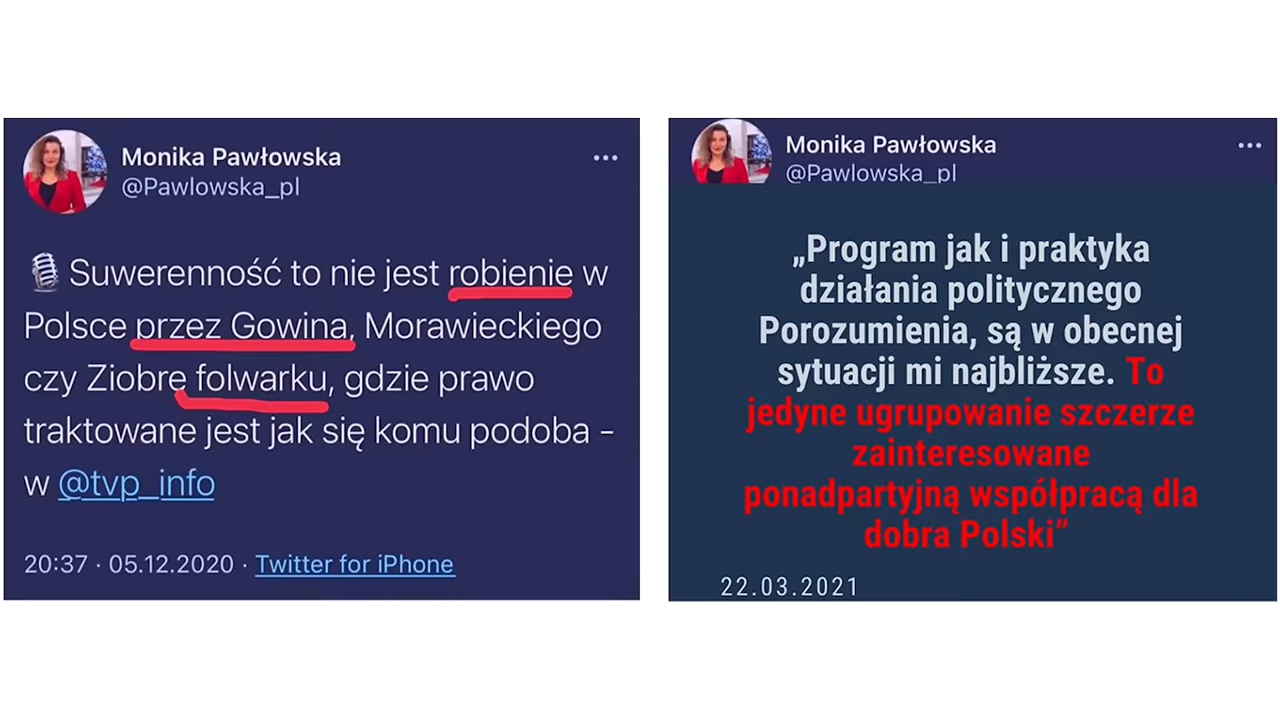 Monika Pawłowska
@Pawlowska_pl
🎙️ Suwerenność to nie jest robienie w
Polsce przez Gowina, Morawieckiego
czy Ziobrę folwarku, gdzie prawo
traktowane jest jak się komu podoba -
w @tvp_info
20:37 · 05.12.2020 · Twitter for iPhone
Monika Pawłowska
@Pawlowska_pl
„Program jak i praktyka
działania politycznego
Porozumienia, są w obecnej
sytuacji mi najbliższe. To
jedyne ugrupowanie szczerze
zainteresowane
ponadpartyjną współpracą dla
dobra Polski”
22.03.2021